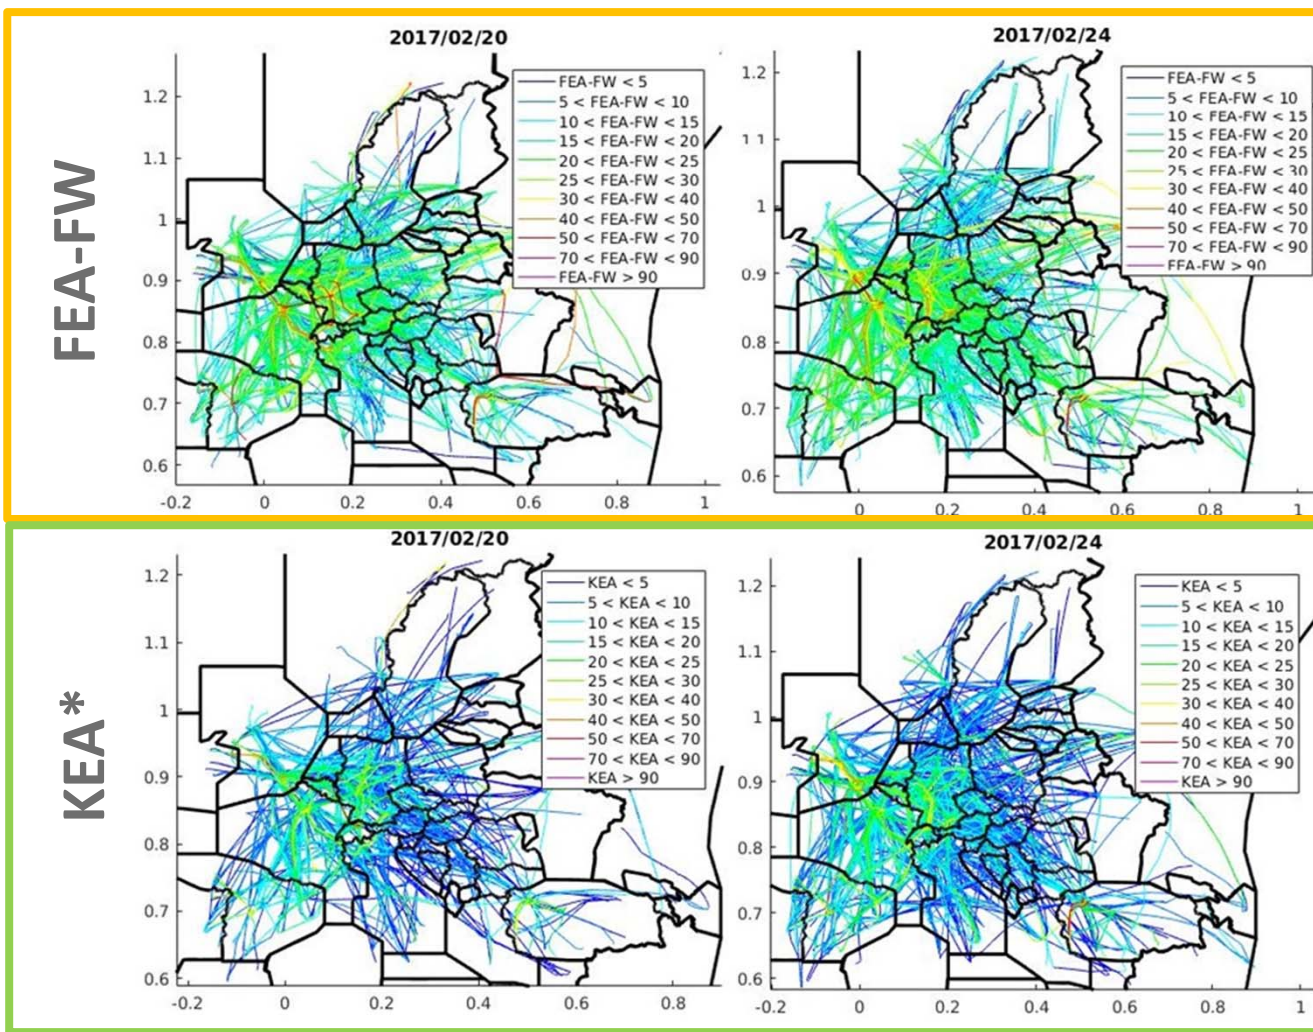 FEA-FW
2017/02/20
1.2
1.1
1
0.9
0.8
0.7
0.6
-0.2 0 0.2 0.4 0.6 0.8 1
FEA-FW < 5
5 < FEA-FW < 10
10 < FEA-FW < 15
15 < FEA-FW < 20
20 < FEA-FW < 25
25 < FEA-FW < 30
30 < FEA-FW < 40
40 < FEA-FW < 50
50 < FEA-FW < 70
70 < FEA-FW < 90
FEA-FW > 90
2017/02/24
1.2
1.1
1
0.9
0.8
0.7
0.6
0 0.2 0.4 0.6 0.8 1
FEA-FW < 5
5 < FEA-FW < 10
10 < FEA-FW < 15
15 < FEA-FW < 20
20 < FEA-FW < 25
25 < FEA-FW < 30
30 < FEA-FW < 40
40 < FEA-FW < 50
50 < FEA-FW < 70
70 < FEA-FW < 90
FEA-FW > 90
KEA*
2017/02/20
1.2
1.1
1
0.9
0.8
0.7
0.6
-0.2 0 0.2 0.4 0.6 0.8
KEA < 5
5 < KEA < 10
10 < KEA < 15
15 < KEA < 20
20 < KEA < 25
25 < KEA < 30
30 < KEA < 40
40 < KEA < 50
50 < KEA < 70
70 < KEA < 90
KEA > 90
2017/02/24
1.2
1.1
1
0.9
0.8
0.7
0.6
-0.2 0 0.2 0.4 0.6 0.8 1
KEA < 5
5 < KEA < 10
10 < KEA < 15
15 < KEA < 20
20 < KEA < 25
25 < KEA < 30
30 < KEA < 40
40 < KEA < 50
50 < KEA < 70
70 < KEA < 90
KEA > 90